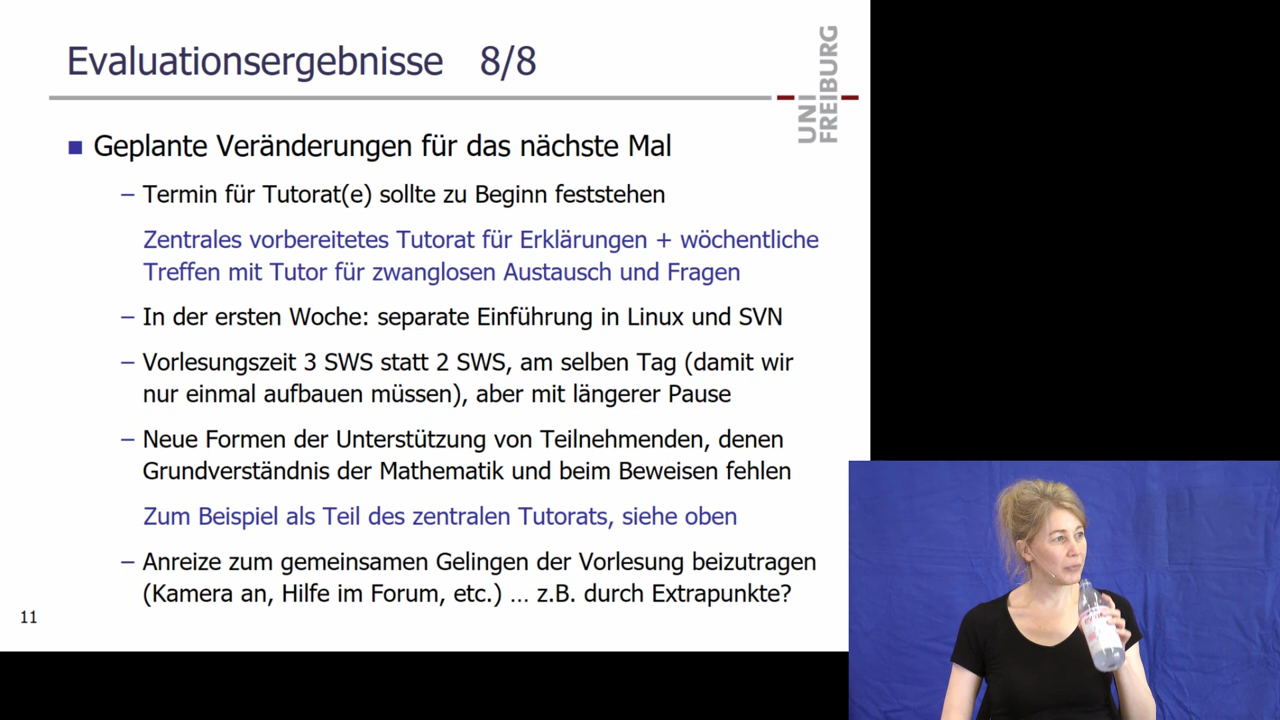 Evaluationsergebnisse 8/8
UNI
FREIBURG
■ Geplante Veränderungen für das nächste Mal
– Termin für Tutorat(e) sollte zu Beginn feststehen
Zentrales vorbereitetes Tutorat für Erklärungen + wöchentliche
Treffen mit Tutor für zwanglosen Austausch und Fragen
– In der ersten Woche: separate Einführung in Linux und SVN
– Vorlesungszeit 3 SWS statt 2 SWS, am selben Tag (damit wir
nur einmal aufbauen müssen), aber mit längerer Pause
– Neue Formen der Unterstützung von Teilnehmenden, denen
Grundverständnis der Mathematik und beim Beweisen fehlen
Zum Beispiel als Teil des zentralen Tutorats, siehe oben
– Anreize zum gemeinsamen Gelingen der Vorlesung beizutragen
(Kamera an, Hilfe im Forum, etc.) … z.B. durch Extrapunkte?
11